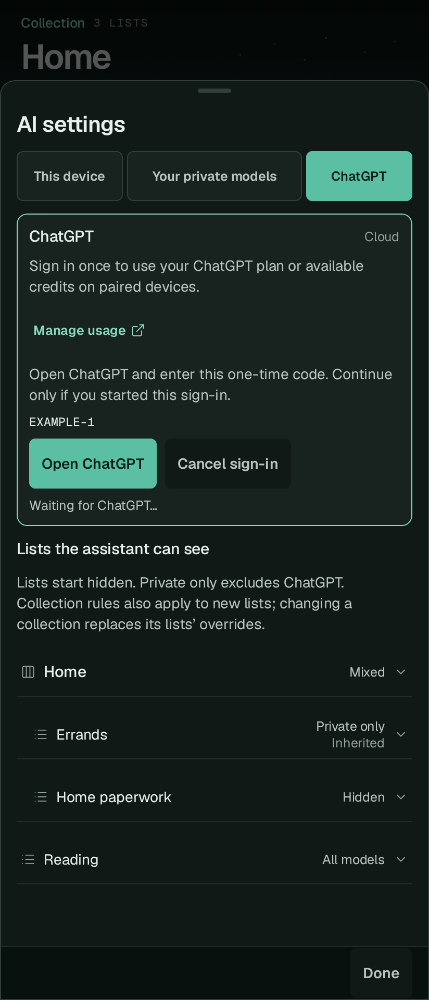 Collection 3 LISTS
Home
AI settings
This device
Your private models
ChatGPT
ChatGPT
Cloud
Sign in once to use your ChatGPT plan or available
credits on paired devices.
Manage usage
Open ChatGPT and enter this one-time code. Continue
only if you started this sign-in.
EXAMPLE-1
Open ChatGPT
Cancel sign-in
Waiting for ChatGPT…
Lists the assistant can see
Lists start hidden. Private only excludes ChatGPT.
Collection rules also apply to new lists; changing a
collection replaces its lists’ overrides.
Home
Mixed
Errands
Private only
Inherited
Home paperwork
Hidden
Reading
All models
Done